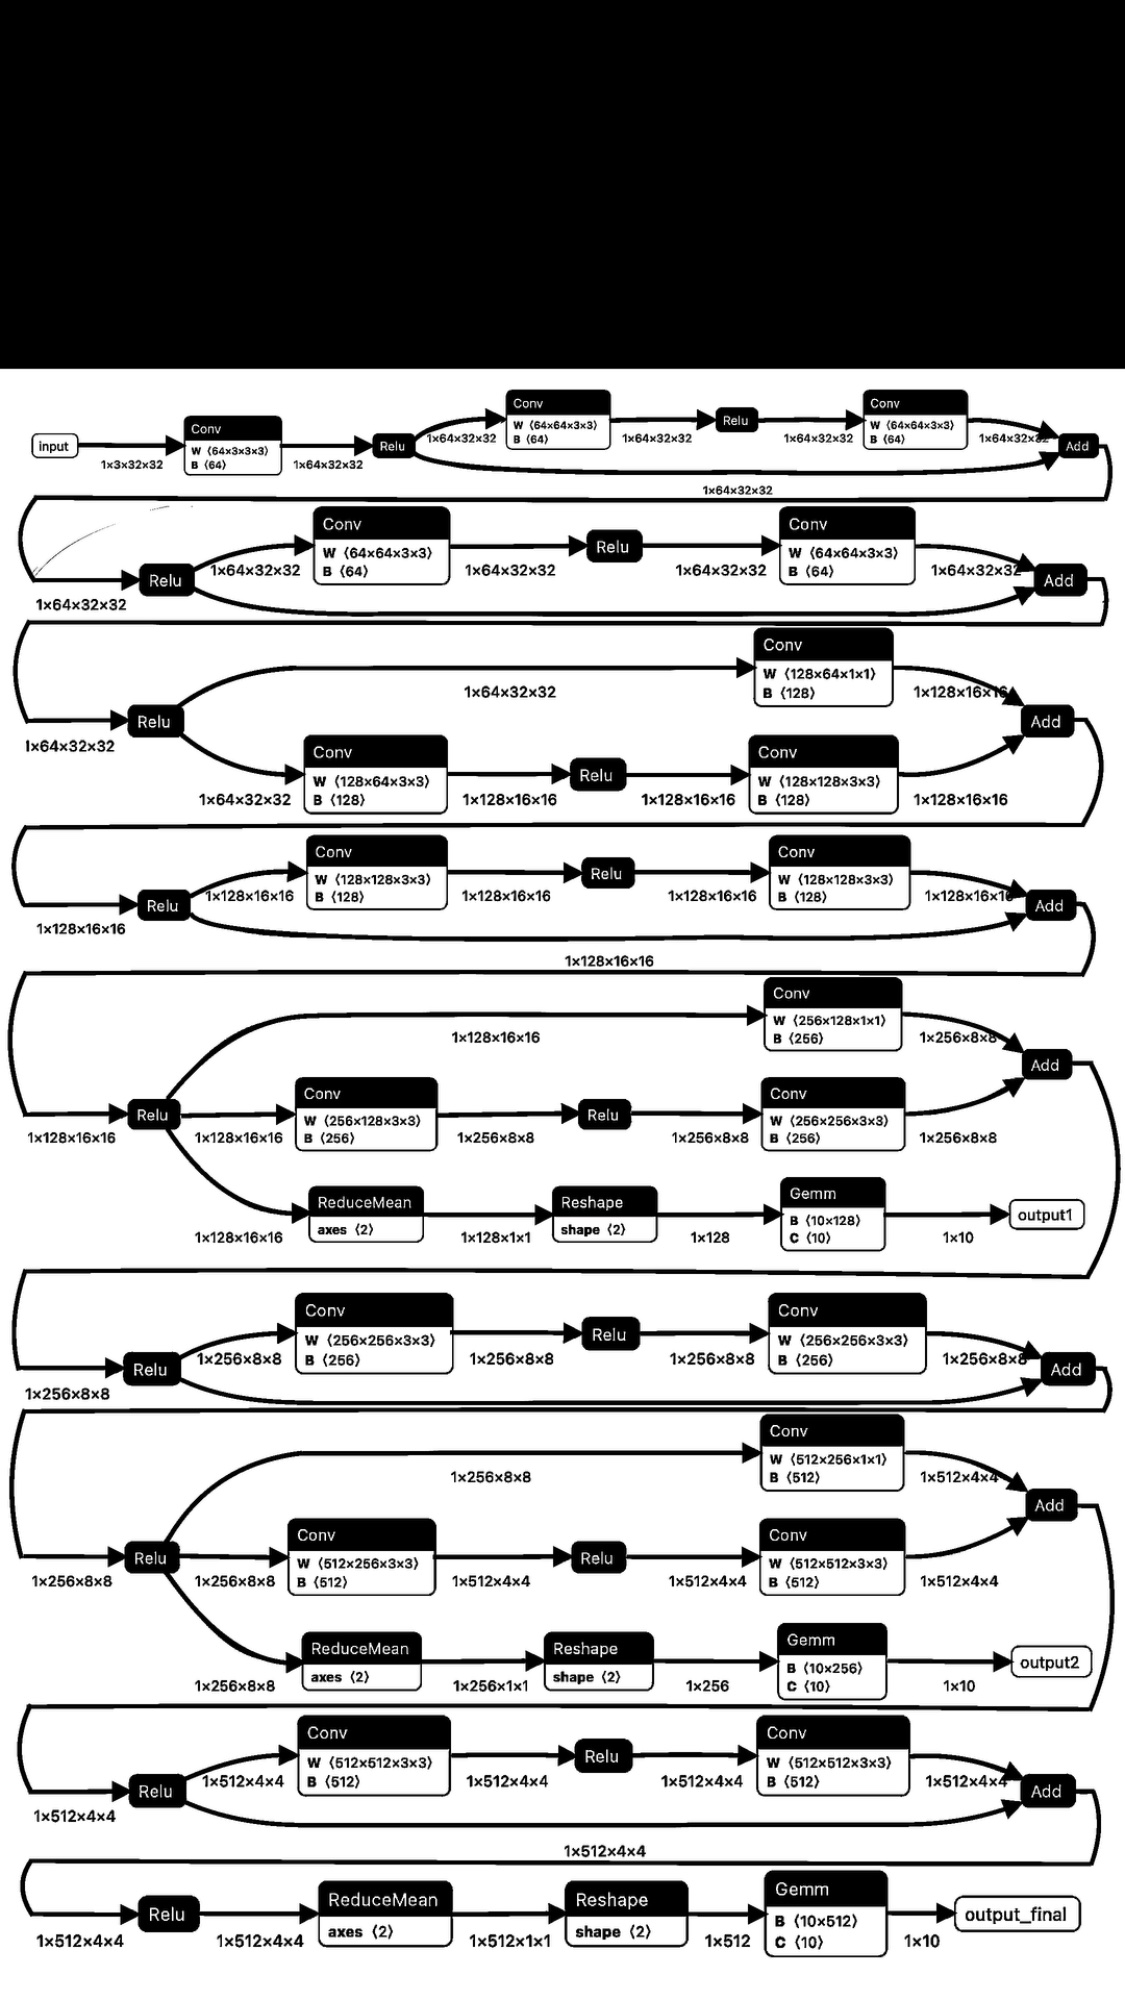 input
1×3×32×32
Conv
W ⟨64×3×3×3⟩
B ⟨64⟩
1×64×32×32
Relu
1×64×32×32
Conv
W ⟨64×64×3×3⟩
B ⟨64⟩
1×64×32×32
Relu
1×64×32×32
Conv
W ⟨64×64×3×3⟩
B ⟨64⟩
1×64×32×32
Add
1×64×32×32
1×64×32×32
Relu
1×64×32×32
Conv
W ⟨64×64×3×3⟩
B ⟨64⟩
1×64×32×32
Relu
1×64×32×32
Conv
W ⟨64×64×3×3⟩
B ⟨64⟩
1×64×32×32
Add
1×64×32×32
Relu
1×64×32×32
Conv
W ⟨128×64×1×1⟩
B ⟨128⟩
1×128×16×16
Add
1×64×32×32
Conv
W ⟨128×64×3×3⟩
B ⟨128⟩
1×128×16×16
Relu
1×128×16×16
Conv
W ⟨128×128×3×3⟩
B ⟨128⟩
1×128×16×16
1×128×16×16
Relu
1×128×16×16
Conv
W ⟨128×128×3×3⟩
B ⟨128⟩
1×128×16×16
Relu
1×128×16×16
Conv
W ⟨128×128×3×3⟩
B ⟨128⟩
1×128×16×16
Add
1×128×16×16
1×128×16×16
Relu
1×128×16×16
Conv
W ⟨256×128×1×1⟩
B ⟨256⟩
1×256×8×8
Add
1×128×16×16
Conv
W ⟨256×128×3×3⟩
B ⟨256⟩
1×256×8×8
Relu
1×256×8×8
Conv
W ⟨256×256×3×3⟩
B ⟨256⟩
1×256×8×8
1×128×16×16
ReduceMean
axes ⟨2⟩
1×128×1×1
Reshape
shape ⟨2⟩
1×128
Gemm
B ⟨10×128⟩
C ⟨10⟩
1×10
output1
1×256×8×8
Relu
1×256×8×8
Conv
W ⟨256×256×3×3⟩
B ⟨256⟩
1×256×8×8
Relu
1×256×8×8
Conv
W ⟨256×256×3×3⟩
B ⟨256⟩
1×256×8×8
Add
1×256×8×8
Relu
1×256×8×8
Conv
W ⟨512×256×1×1⟩
B ⟨512⟩
1×512×4×4
Add
1×256×8×8
Conv
W ⟨512×256×3×3⟩
B ⟨512⟩
1×512×4×4
Relu
1×512×4×4
Conv
W ⟨512×512×3×3⟩
B ⟨512⟩
1×512×4×4
1×256×8×8
ReduceMean
axes ⟨2⟩
1×256×1×1
Reshape
shape ⟨2⟩
1×256
Gemm
B ⟨10×256⟩
C ⟨10⟩
1×10
output2
1×512×4×4
Relu
1×512×4×4
Conv
W ⟨512×512×3×3⟩
B ⟨512⟩
1×512×4×4
Relu
1×512×4×4
Conv
W ⟨512×512×3×3⟩
B ⟨512⟩
1×512×4×4
Add
1×512×4×4
1×512×4×4
Relu
1×512×4×4
ReduceMean
axes ⟨2⟩
1×512×1×1
Reshape
shape ⟨2⟩
1×512
Gemm
B ⟨10×512⟩
C ⟨10⟩
1×10
output_final